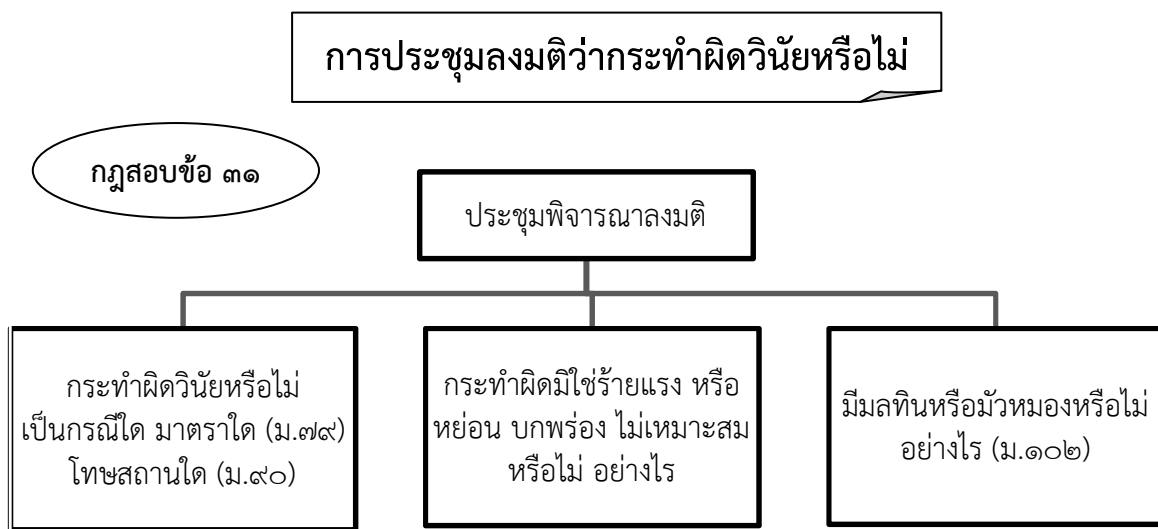 การประชุมลงมติว่ากระทำผิดวินัยหรือไม่
กฎสอบข้อ ๓๑
ประชุมพิจารณาลงมติ
กระทำผิดวินัยหรือไม่
เป็นกรณีใด มาตราใด (ม.๗๙)
โทษสถานใด (ม.๙๐)
กระทำผิดมิใช่ร้ายแรง หรือ
หย่อน บกพร่อง ไม่เหมาะสม
หรือไม่ อย่างไร
มีมลทินหรือมัวหมองหรือไม่
อย่างไร (ม.๑๐๒)